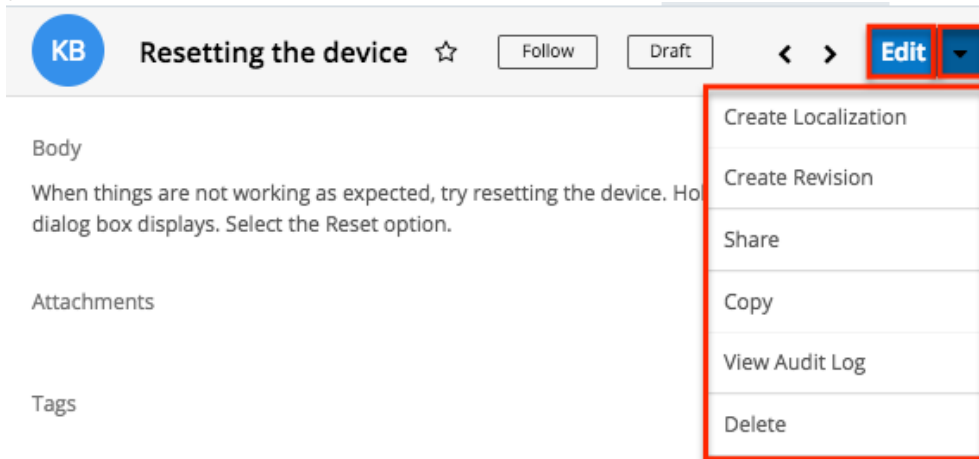 KB Resetting the device Follow Draft Edit
Create Localization
Body
Create Revision
When things are not working as expected, try resetting the device.
dialog box displays. Select the Reset option.
Share
Attachments
Copy
View Audit Log
Tags
Delete